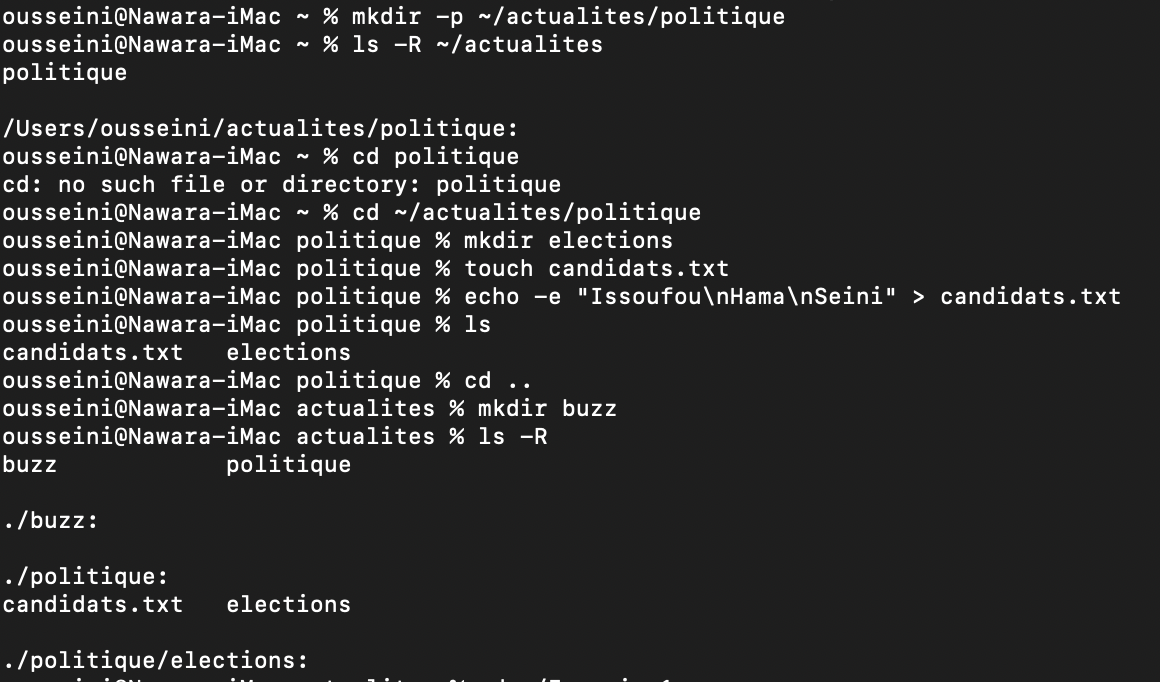 ousseini@Nawara-iMac ~ % mkdir -p ~/actualites/politique
ousseini@Nawara-iMac ~ % ls -R ~/actualites
politique
/Users/ousseini/actualites/politique:
ousseini@Nawara-iMac ~ % cd politique
cd: no such file or directory: politique
ousseini@Nawara-iMac ~ % cd ~/actualites/politique
ousseini@Nawara-iMac politique % mkdir elections
ousseini@Nawara-iMac politique % touch candidats.txt
ousseini@Nawara-iMac politique % echo -e "Issoufou\nHama\nSeini" > candidats.txt
ousseini@Nawara-iMac politique % ls
candidats.txt elections
ousseini@Nawara-iMac politique % cd ..
ousseini@Nawara-iMac actualites % mkdir buzz
ousseini@Nawara-iMac actualites % ls -R
buzz politique
./buzz:
./politique:
candidats.txt elections
./politique/elections: